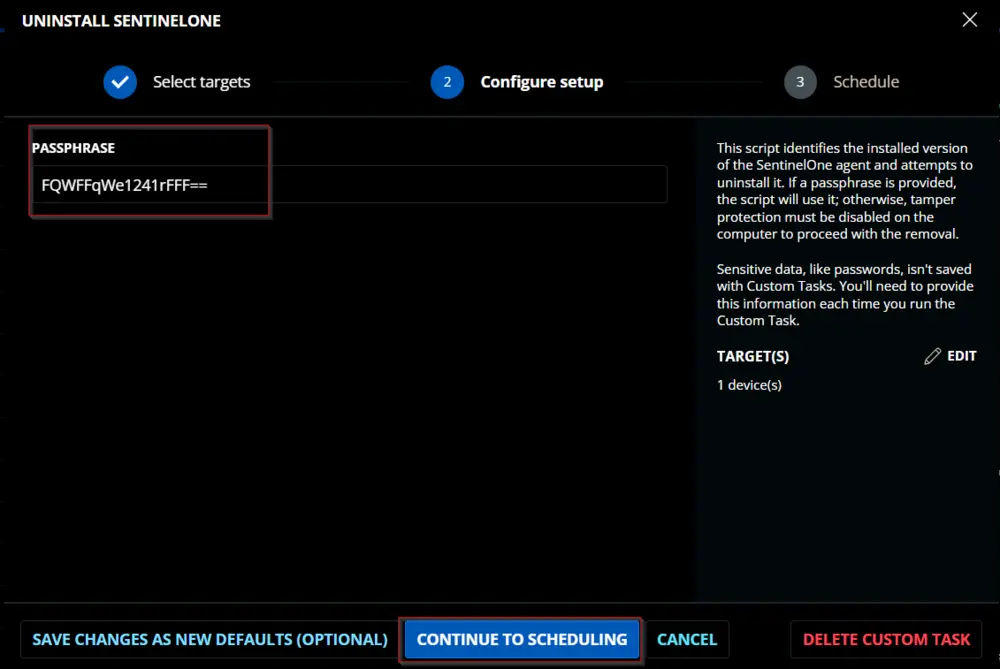 UNINSTALL SENTINELONE
Select targets
2
Configure setup
3
Schedule
PASSPHRASE
FQWFFqWe1241rFFF==
This script identifies the installed version
of the SentinelOne agent and attempts to
uninstall it. If a passphrase is provided,
the script will use it; otherwise, tamper
protection must be disabled on the
computer to proceed with the removal.
Sensitive data, like passwords, isn't saved
with Custom Tasks. You'll need to provide
this information each time you run the
Custom Task.
TARGET(S)
EDIT
1 device(s)
SAVE CHANGES AS NEW DEFAULTS (OPTIONAL)
CONTINUE TO SCHEDULING
CANCEL
DELETE CUSTOM TASK